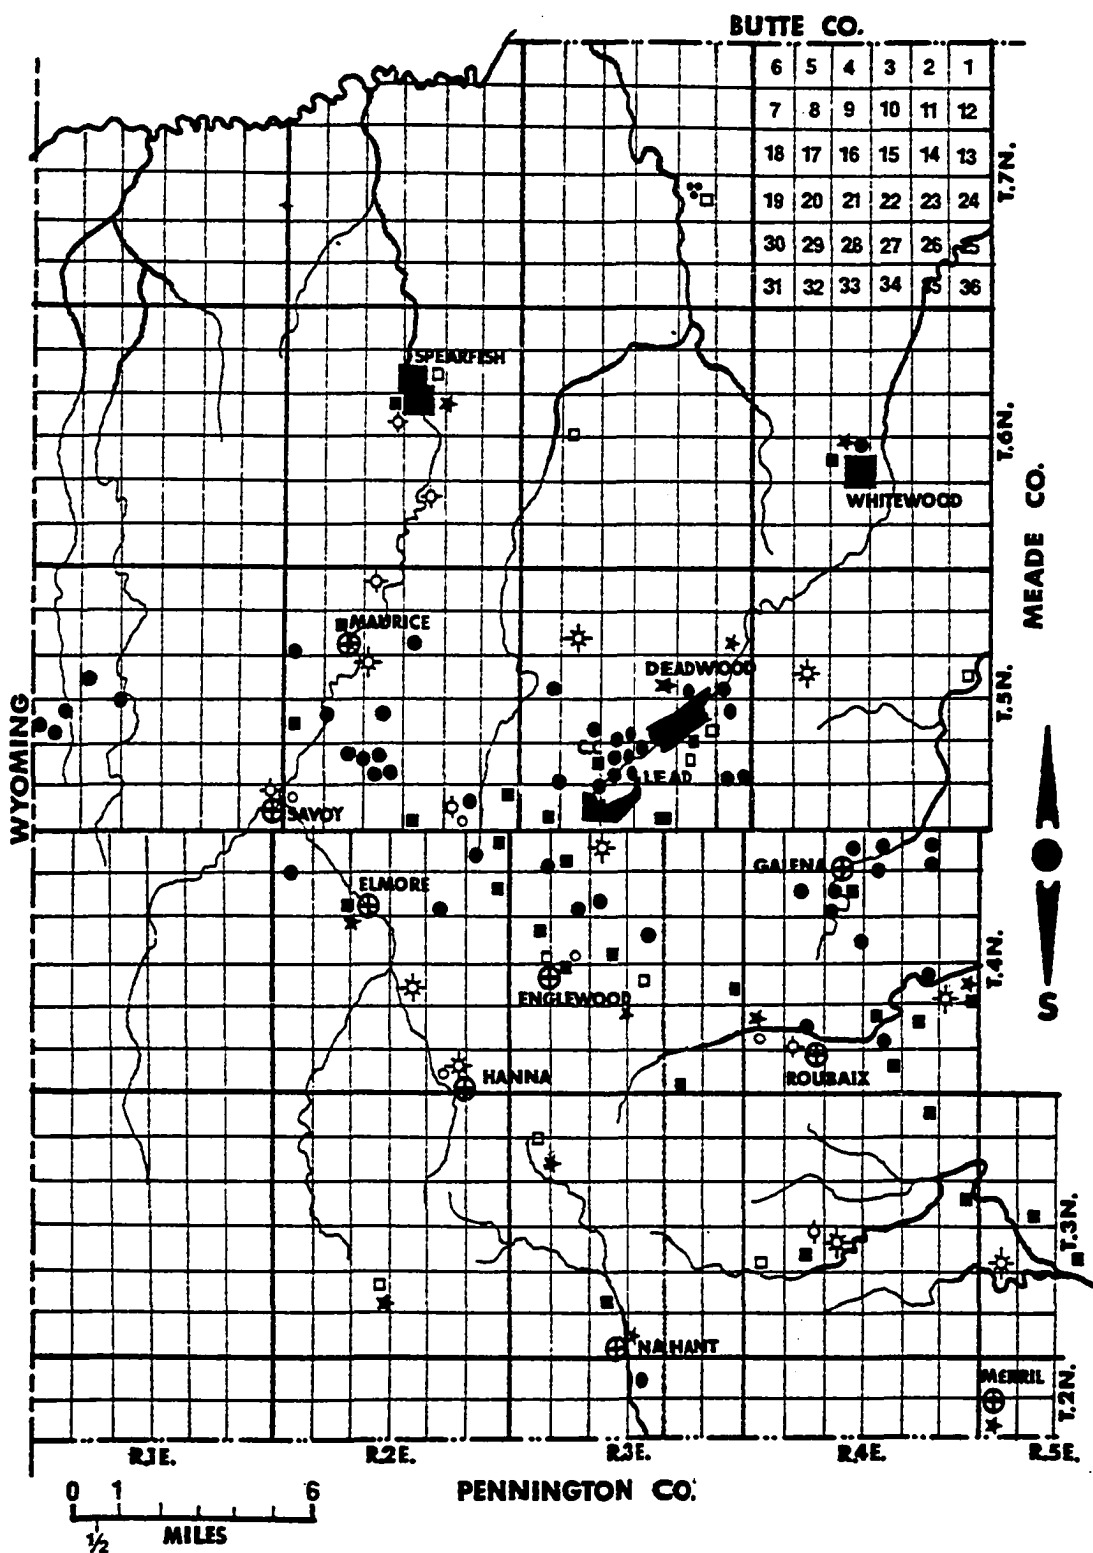 BUTTE CO.
6 5 4 3 2 1
7 8 9 10 11 12
18 17 16 15 14 13
19 20 21 22 23 24
30 29 28 27 26 25
31 32 33 34 35 36
T.7N.
SPEARFISH
T.6N.
WHITEWOOD
MEADE CO.
MAURICE
DEADWOOD
T.5N.
WYOMING
LEAD
SAVOY
GALENA
ELMORE
T.4N.
ENGLEWOOD
S
HANNA
ROUBAIX
T.3N.
NAHANT
MERRIL
T.2N.
R.1E. R.2E. R.3E. R.4E. R.5E.
0 1 6
PENNINGTON CO.
½ MILES